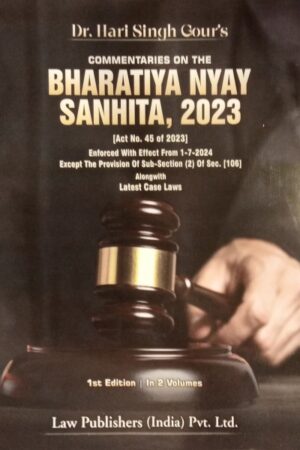 Dr. Hari Singh Gour's
COMMENTARIES ON THE
BHARATIYA NYAY
SANHITA, 2023
[Act No. 45 of 2023]
Enforced With Effect From 1-7-2024
Except The Provision Of Sub-Section (2) Of Sec. [106]
Alongwith
Latest Case Laws
1st Edition | In 2 Volumes
Law Publishers (India) Pvt. Ltd.